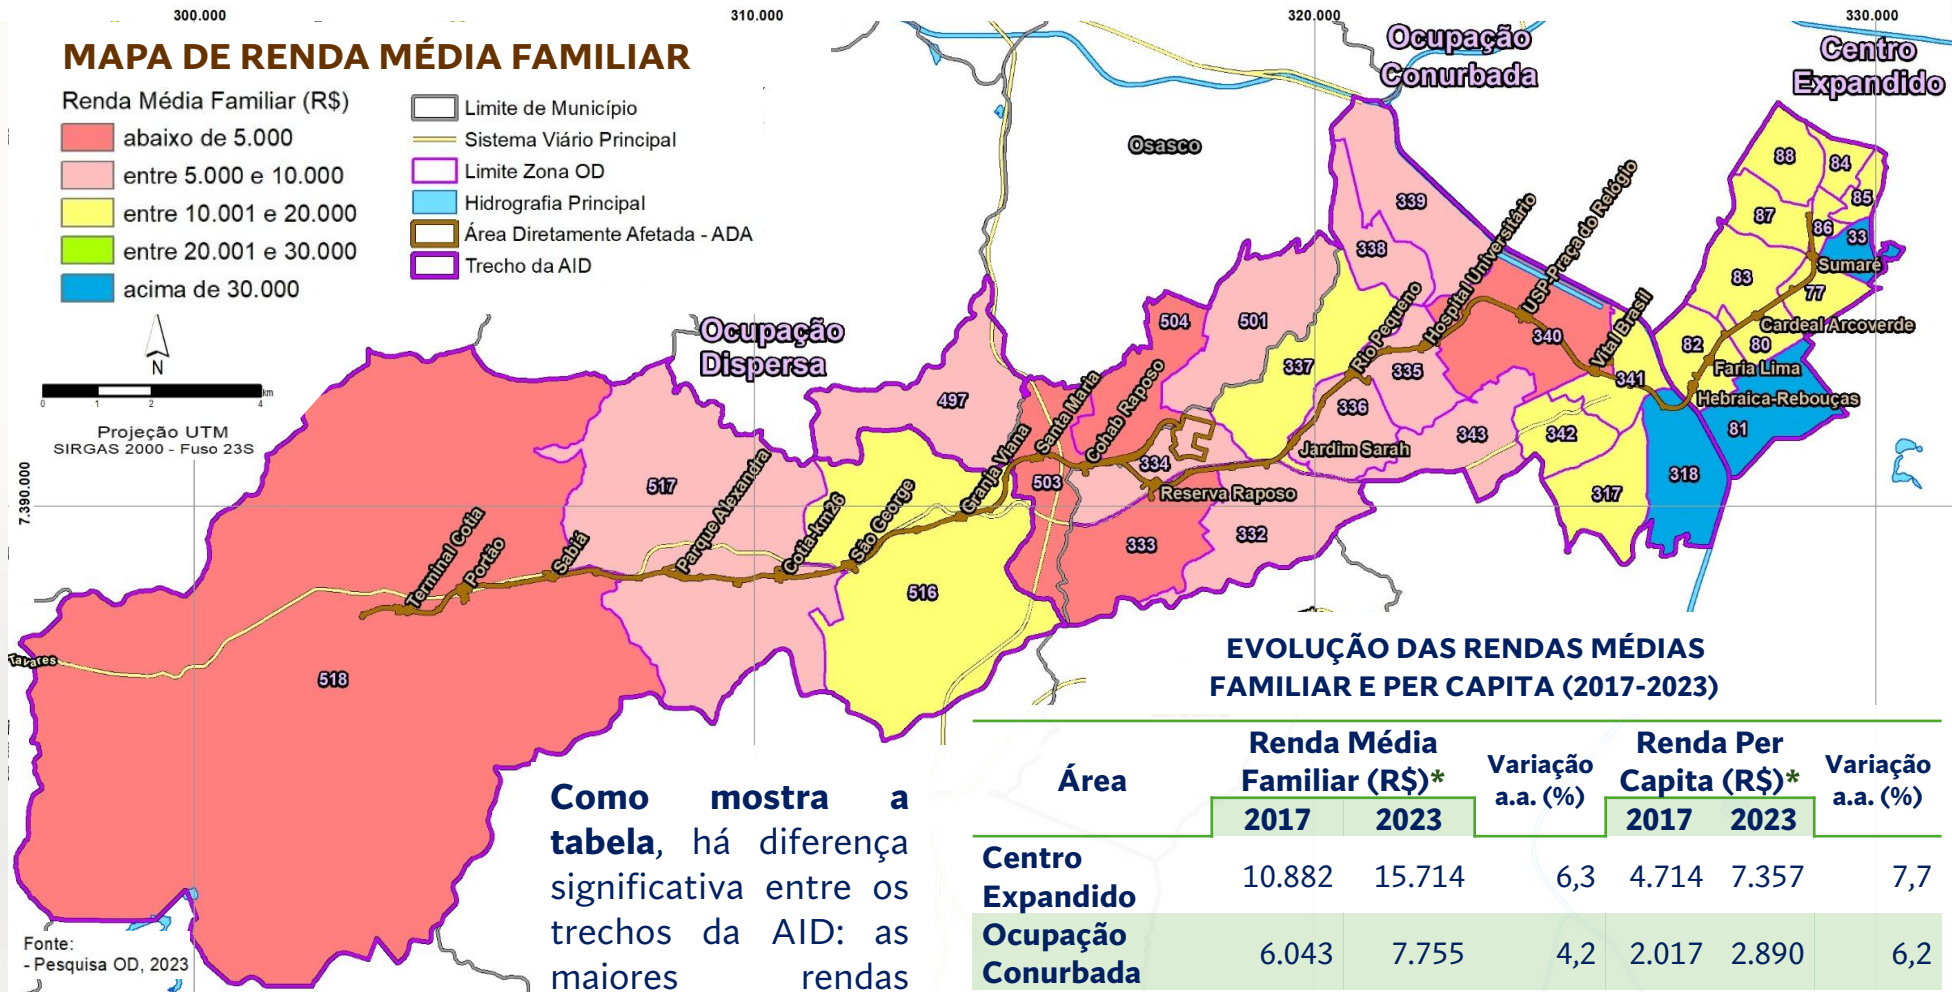 300.000
310.000
320.000
330.000
MAPA DE RENDA MÉDIA FAMILIAR
Renda Média Familiar (R$)
abaixo de 5.000
entre 5.000 e 10.000
entre 10.001 e 20.000
entre 20.001 e 30.000
acima de 30.000
Limite de Município
Sistema Viário Principal
Limite Zona OD
Hidrografia Principal
Área Diretamente Afetada - ADA
Trecho da AID
N
0 1 2 4 km
Projeção UTM
SIRGAS 2000 - Fuso 23S
7.390.000
Ocupação
Dispersa
Ocupação
Conurbada
Centro
Expandido
Osasco
Tavares
518
517
497
516
503
504
501
334
333
332
337
338
339
336
335
340
343
341
342
317
318
81
82
80
83
77
87
88
84
85
86
33
Terminal Cotia
Portão
Sabiá
Parque Alexandra
Cotia-km26
São George
Granja Viana
Santa Maria
Cohab Raposo
Reserva Raposo
Jardim Sarah
Rio Pequeno
Hospital Universitário
USP-Praça do Relógio
Vital Brasil
Hebraica-Rebouças
Faria Lima
Cardeal Arcoverde
Sumaré
Fonte:
- Pesquisa OD, 2023
Como mostra a
tabela, há diferença
significativa entre os
trechos da AID: as
maiores rendas
EVOLUÇÃO DAS RENDAS MÉDIAS
FAMILIAR E PER CAPITA (2017-2023)
Área
Renda Média
Familiar (R$)*
Variação
a.a. (%)
Renda Per
Capita (R$)*
Variação
a.a. (%)
2017 2023 2017 2023
Centro
Expandido
10.882 15.714 6,3 4.714 7.357 7,7
Ocupação
Conurbada
6.043 7.755 4,2 2.017 2.890 6,2